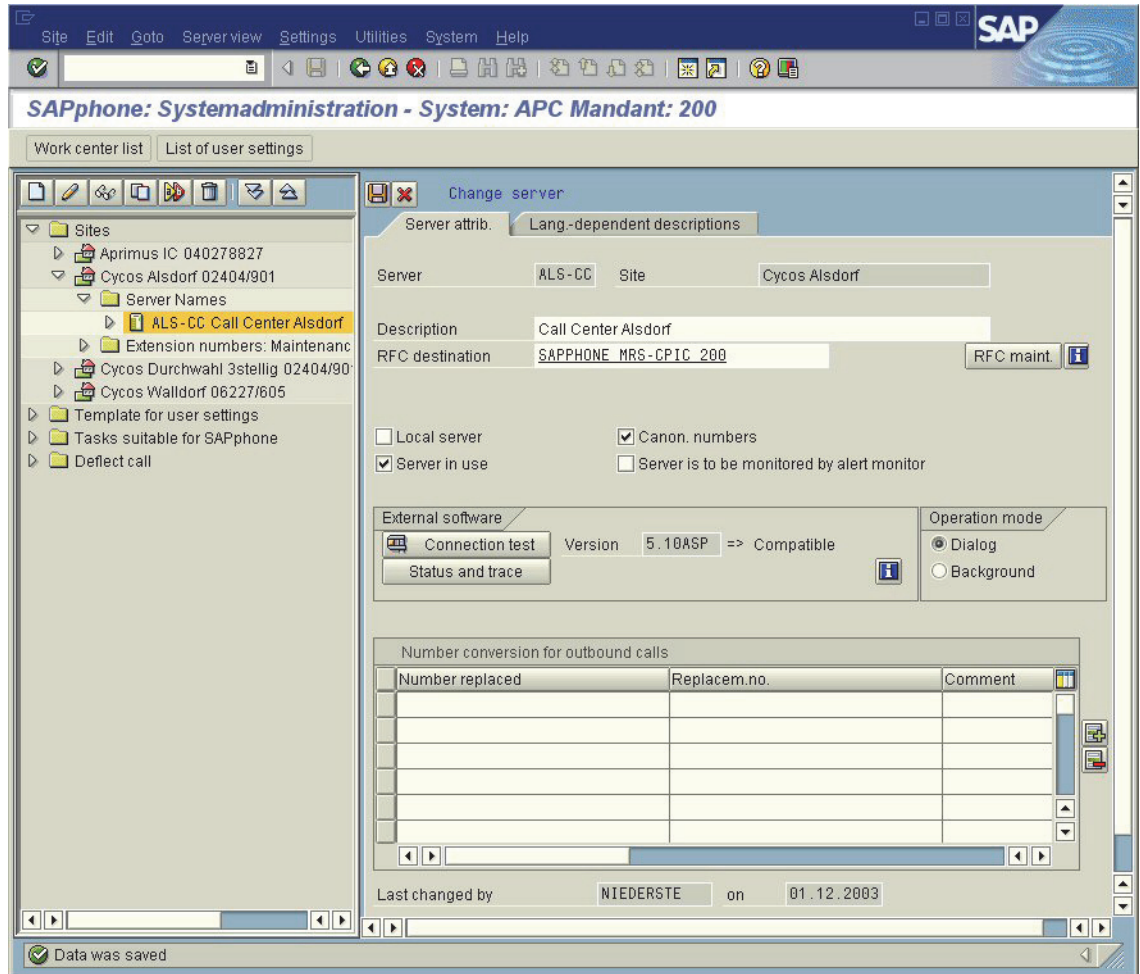 Site Edit Goto Server view Settings Utilities System Help
SAP
SAPphone: Systemadministration - System: APC Mandant: 200
Work center list List of user settings
Change server
Server attrib. Lang.-dependent descriptions
Sites
Aprimus IC 040278827
Cycos Alsdorf 02404/901
Server Names
ALS-CC Call Center Alsdorf
Extension numbers: Maintenanc
Cycos Durchwahl 3stellig 02404/90
Cycos Walldorf 06227/605
Template for user settings
Tasks suitable for SAPphone
Deflect call
Server ALS-CC Site Cycos Alsdorf
Description Call Center Alsdorf
RFC destination SAPPHONE_MRS-CPIC_200 RFC maint.
Local server Canon. numbers
Server in use Server is to be monitored by alert monitor
External software
Connection test Version 5.10ASP => Compatible
Status and trace
Operation mode
Dialog
Background
Number conversion for outbound calls
Number replaced Replacem.no. Comment
Last changed by NIEDERSTE on 01.12.2003
Data was saved